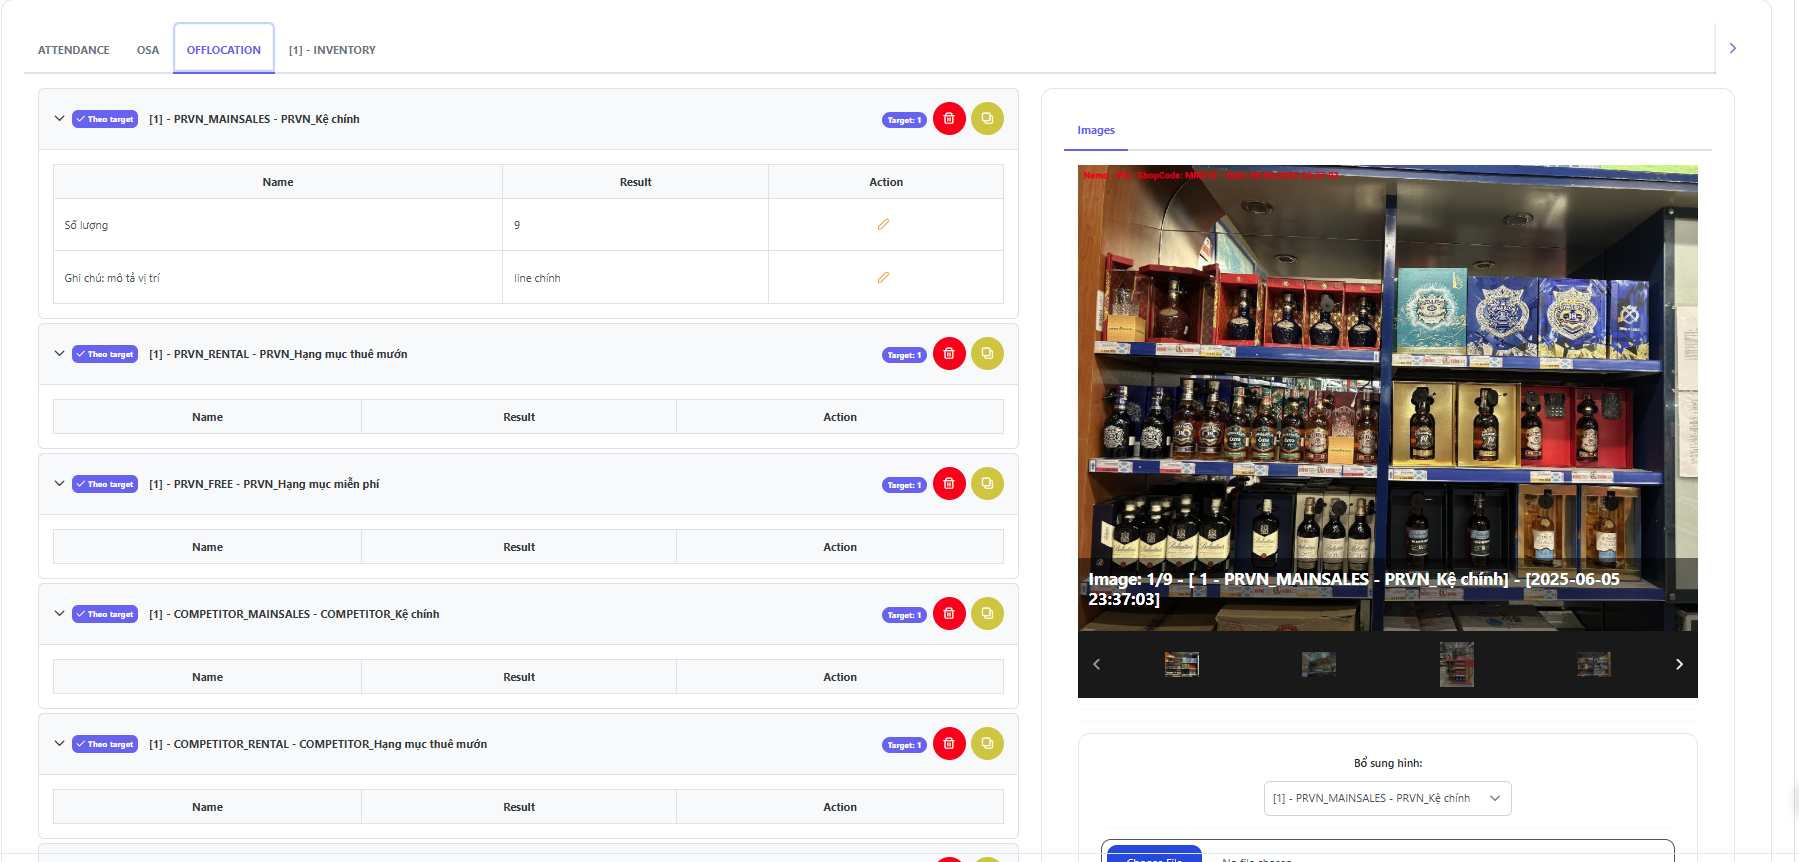 ATTENDANCE
OSA
OFFLOCATION
[1] - INVENTORY
Theo target
[1] - PRVN_MAINSALES - PRVN_Kệ chính
Target: 1
Name Result Action
Số lượng 9
Ghi chú: mô tả vị trí line chính
Theo target
[1] - PRVN_RENTAL - PRVN_Hạng mục thuê mướn
Target: 1
Name Result Action
Theo target
[1] - PRVN_FREE - PRVN_Hạng mục miễn phí
Target: 1
Name Result Action
Theo target
[1] - COMPETITOR_MAINSALES - COMPETITOR_Kệ chính
Target: 1
Name Result Action
Theo target
[1] - COMPETITOR_RENTAL - COMPETITOR_Hạng mục thuê mướn
Target: 1
Name Result Action
Images
Image: 1/9 - [ 1 - PRVN_MAINSALES - PRVN_Kệ chính] - [2025-06-05
23:37:03]
Bổ sung hình:
[1] - PRVN_MAINSALES - PRVN_Kệ chính
Choose File No file chosen